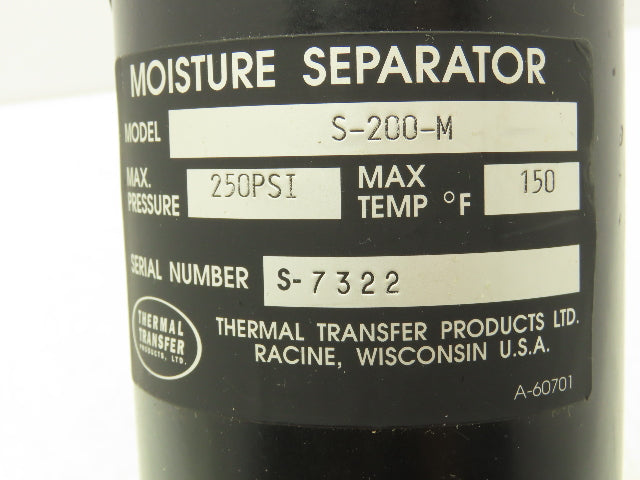 MOISTURE SEPARATOR
MODEL S-200-M
MAX. PRESSURE 250PSI MAX TEMP °F 150
SERIAL NUMBER S-7322
THERMAL TRANSFER PRODUCTS, LTD.
THERMAL TRANSFER PRODUCTS LTD.
RACINE, WISCONSIN U.S.A.
A-60701